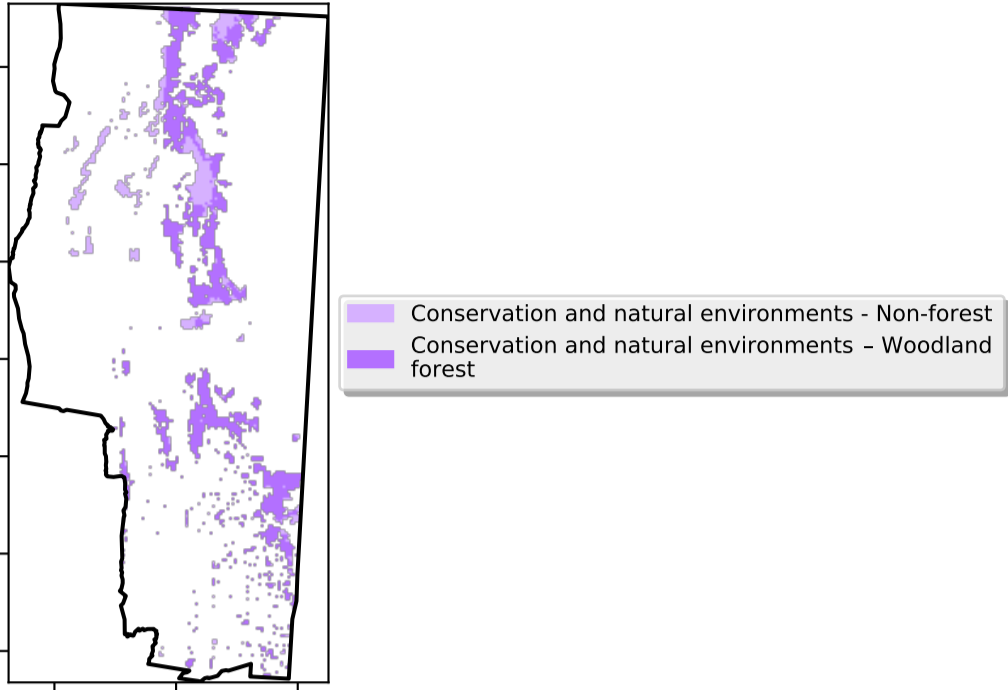 Conservation and natural environments - Non-forest
Conservation and natural environments – Woodland
forest